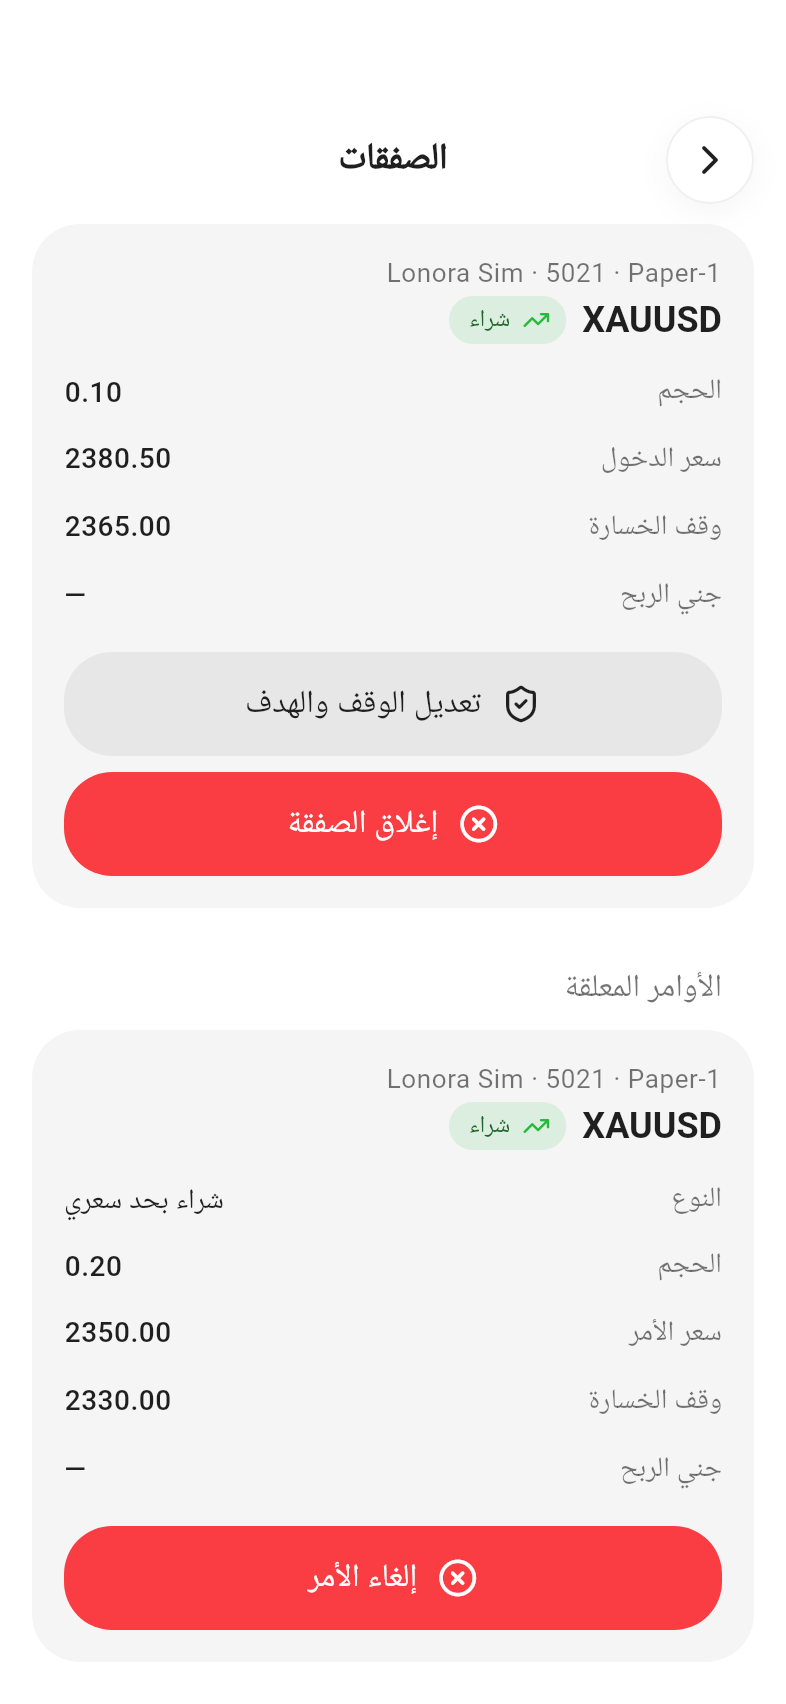 الصفقات
Lonora Sim · 5021 · Paper-1
XAUUSD شراء
الحجم 0.10
سعر الدخول 2380.50
وقف الخسارة 2365.00
جني الربح —
تعديل الوقف والهدف
إغلاق الصفقة
الأوامر المعلقة
Lonora Sim · 5021 · Paper-1
XAUUSD شراء
النوع شراء بحد سعري
الحجم 0.20
سعر الأمر 2350.00
وقف الخسارة 2330.00
جني الربح —
إلغاء الأمر